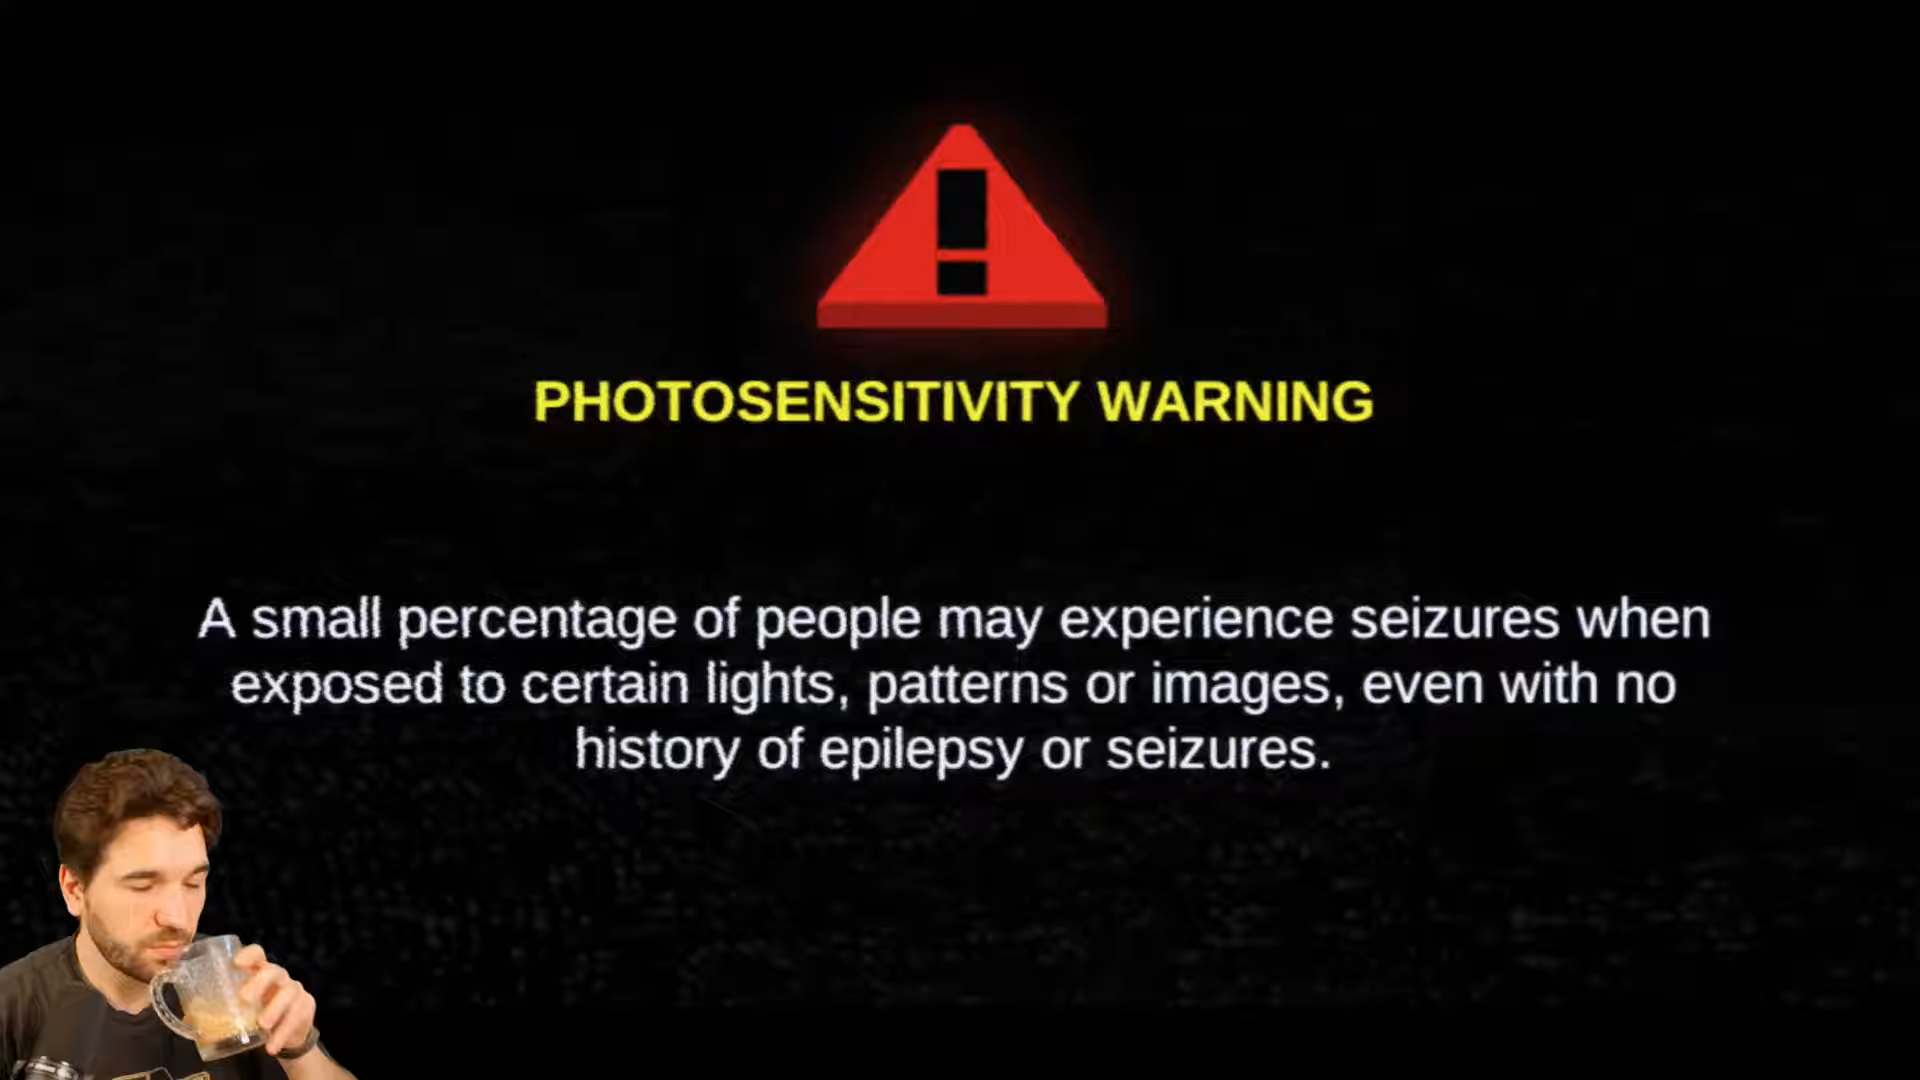 PHOTOSENSITIVITY WARNING
A small percentage of people may experience seizures when
exposed to certain lights, patterns or images, even with no
history of epilepsy or seizures.